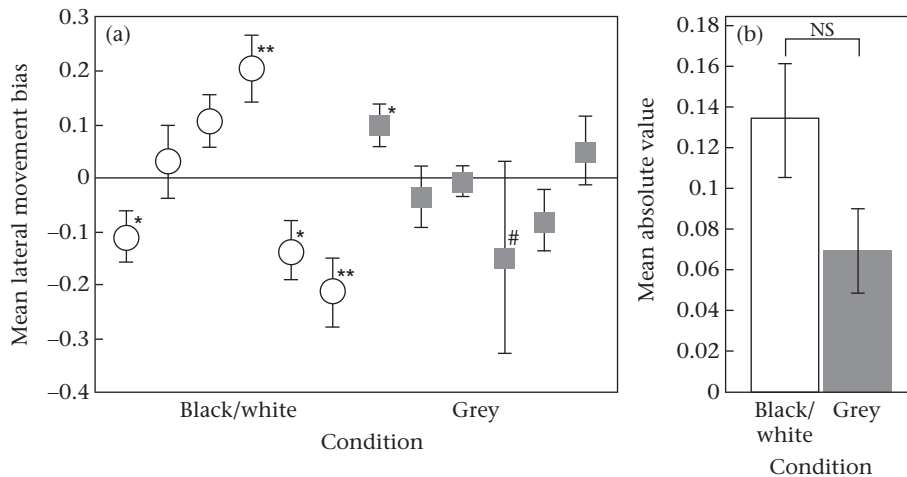 (a)
0.3
0.2
0.1
0
−0.1
−0.2
−0.3
−0.4
Mean lateral movement bias
*
**
*
**
*
#
Black/white
Grey
Condition
(b)
NS
0.18
0.16
0.14
0.12
0.1
0.08
0.06
0.04
0.02
0
Mean absolute value
Black/
white
Grey
Condition